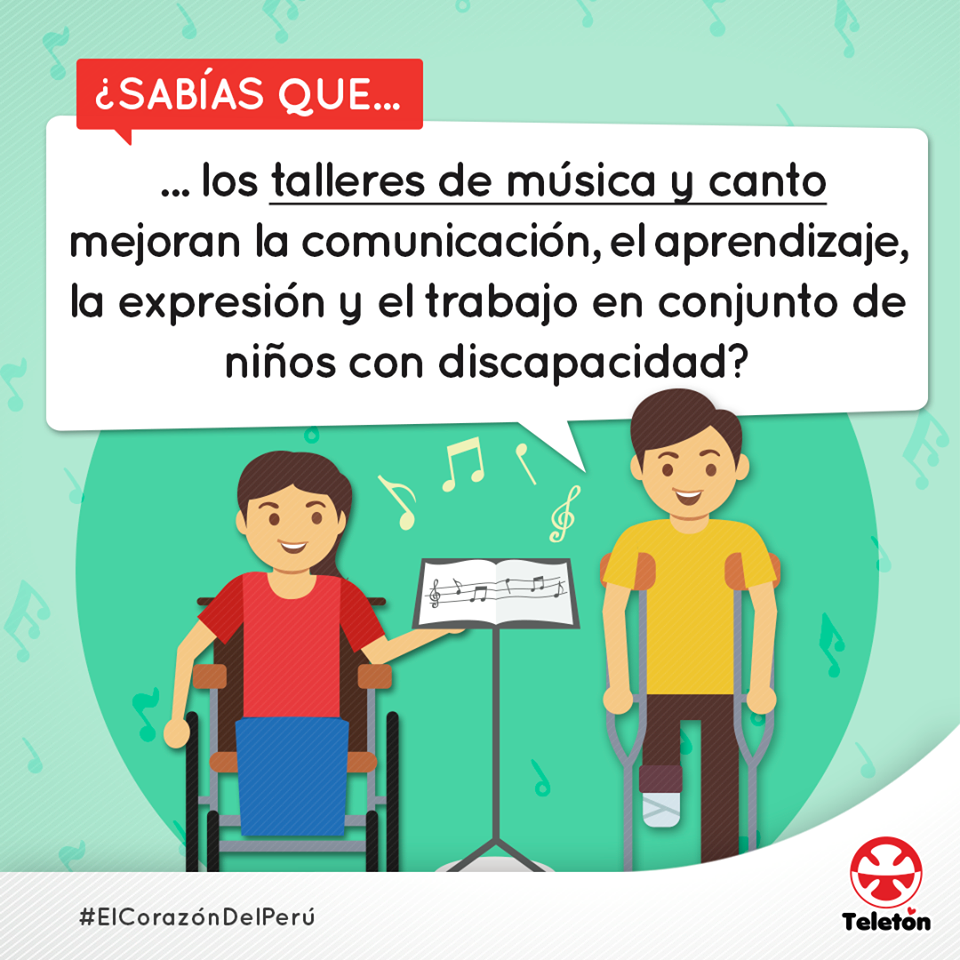 ¿SABÍAS QUE...
... los talleres de música y canto
mejoran la comunicación, el aprendizaje,
la expresión y el trabajo en conjunto de
niños con discapacidad?
#ElCorazónDelPerú
Teletón